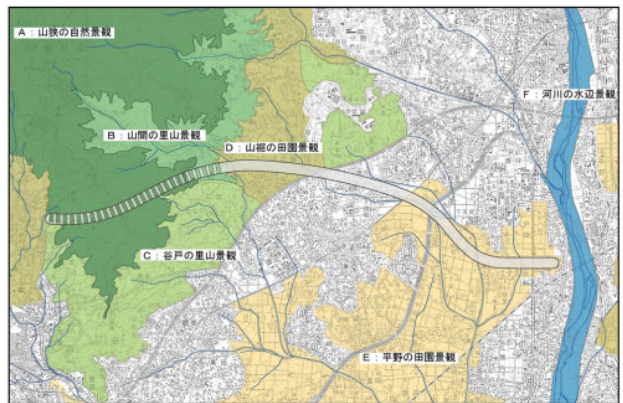 A：山狭の自然景観
F：河川の水辺景観
B：山間の里山景観
D：山裾の田園景観
C：谷戸の里山景観
E：平野の田園景観